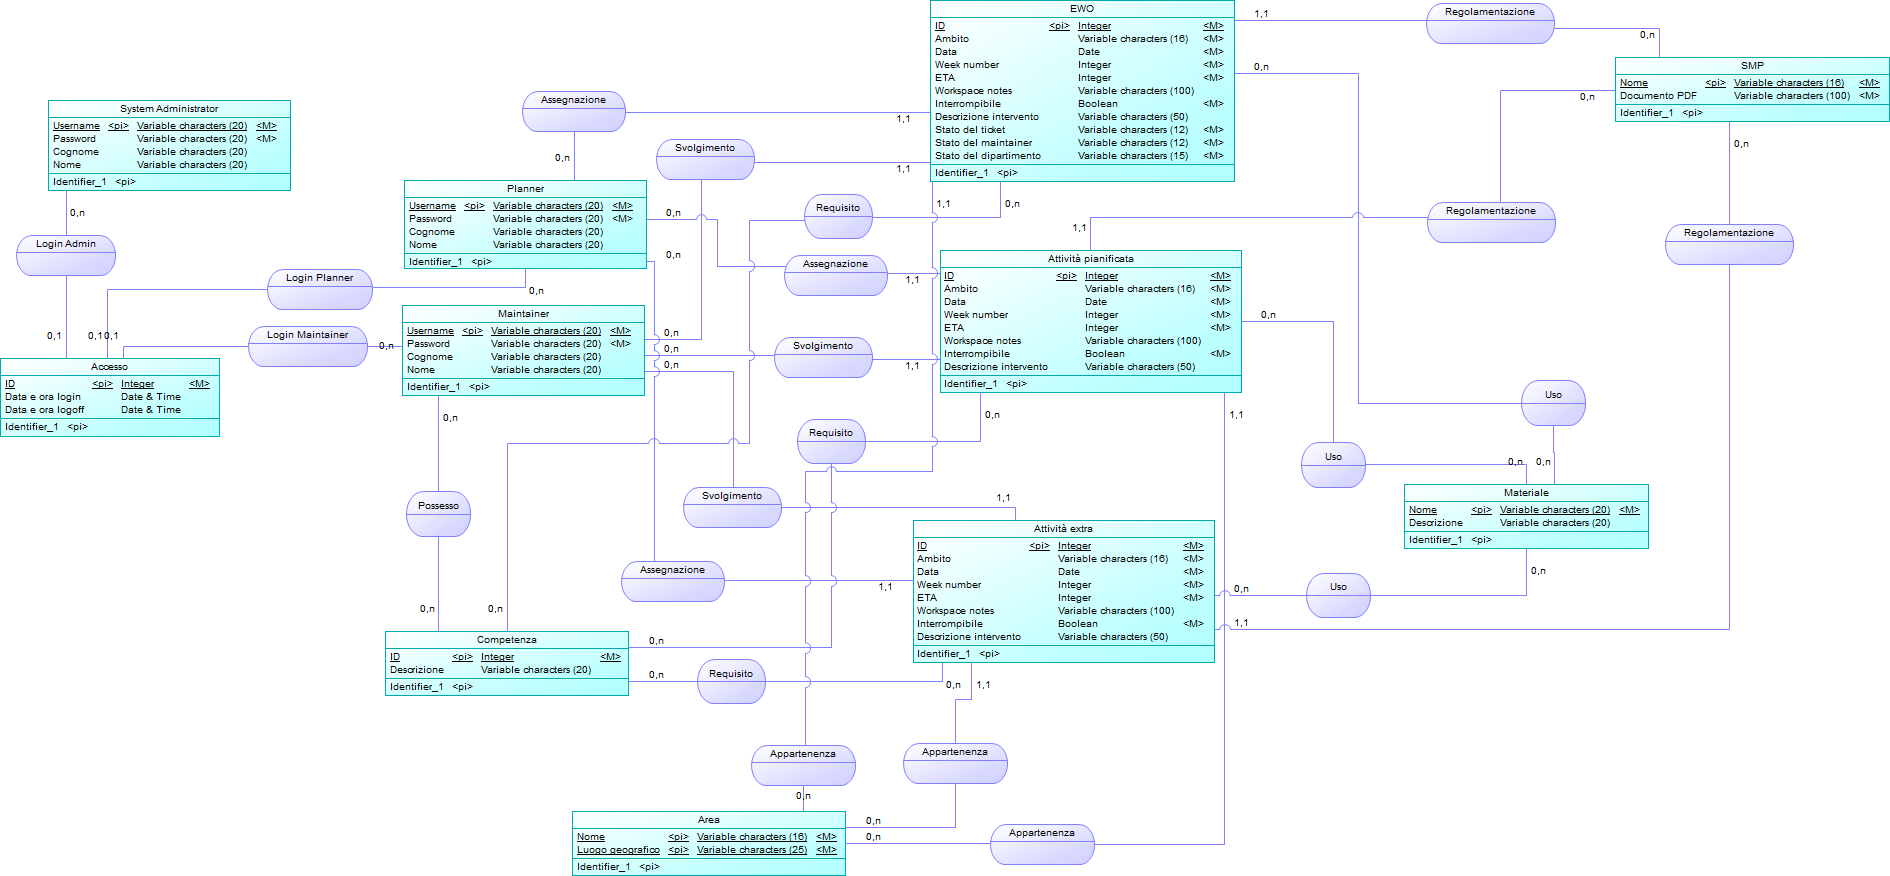 EWO
ID <pi> Integer <M>
Ambito Variable characters (16) <M>
Data Date <M>
Week number Integer <M>
ETA Integer <M>
Workspace notes Variable characters (100)
Interrompibile Boolean <M>
Descrizione intervento Variable characters (50)
Stato del ticket Variable characters (12) <M>
Stato del maintainer Variable characters (12) <M>
Stato del dipartimento Variable characters (15) <M>
Identifier_1 <pi>
1,1
Regolamentazione
0,n
0,n
SMP
Nome <pi> Variable characters (16) <M>
Documento PDF Variable characters (100) <M>
Identifier_1 <pi>
0,n
0,n
System Administrator
Username <pi> Variable characters (20) <M>
Password Variable characters (20) <M>
Cognome Variable characters (20)
Nome Variable characters (20)
Identifier_1 <pi>
0,n
Assegnazione
1,1
0,n
Svolgimento
1,1
Planner
Username <pi> Variable characters (20) <M>
Password Variable characters (20) <M>
Cognome Variable characters (20)
Nome Variable characters (20)
Identifier_1 <pi>
0,n
0,n
0,n
Requisito
1,1
0,n
Regolamentazione
1,1
Regolamentazione
Login Admin
0,1
Login Planner
0,1
Assegnazione
1,1
Attività pianificata
ID <pi> Integer <M>
Ambito Variable characters (16) <M>
Data Date <M>
Week number Integer <M>
ETA Integer <M>
Workspace notes Variable characters (100)
Interrompibile Boolean <M>
Descrizione intervento Variable characters (50)
Identifier_1 <pi>
0,n
Login Maintainer
0,1
0,n
Maintainer
Username <pi> Variable characters (20) <M>
Password Variable characters (20) <M>
Cognome Variable characters (20)
Nome Variable characters (20)
Identifier_1 <pi>
0,n
0,n
0,n
Svolgimento
1,1
Accesso
ID <pi> Integer <M>
Data e ora login Date & Time
Data e ora logoff Date & Time
Identifier_1 <pi>
0,n
Requisito
0,n
1,1
Uso
Uso
0,n
0,n
Possesso
Svolgimento
1,1
Materiale
Nome <pi> Variable characters (20) <M>
Descrizione Variable characters (20)
Identifier_1 <pi>
0,n
Attività extra
ID <pi> Integer <M>
Ambito Variable characters (16) <M>
Data Date <M>
Week number Integer <M>
ETA Integer <M>
Workspace notes Variable characters (100)
Interrompibile Boolean <M>
Descrizione intervento Variable characters (50)
Identifier_1 <pi>
Assegnazione
1,1
0,n
Uso
1,1
0,n
0,n
Competenza
ID <pi> Integer <M>
Descrizione Variable characters (20)
Identifier_1 <pi>
0,n
0,n
Requisito
0,n
1,1
Appartenenza
0,n
Appartenenza
0,n
Area
Nome <pi> Variable characters (16) <M>
Luogo geografico <pi> Variable characters (25) <M>
Identifier_1 <pi>
0,n
Appartenenza